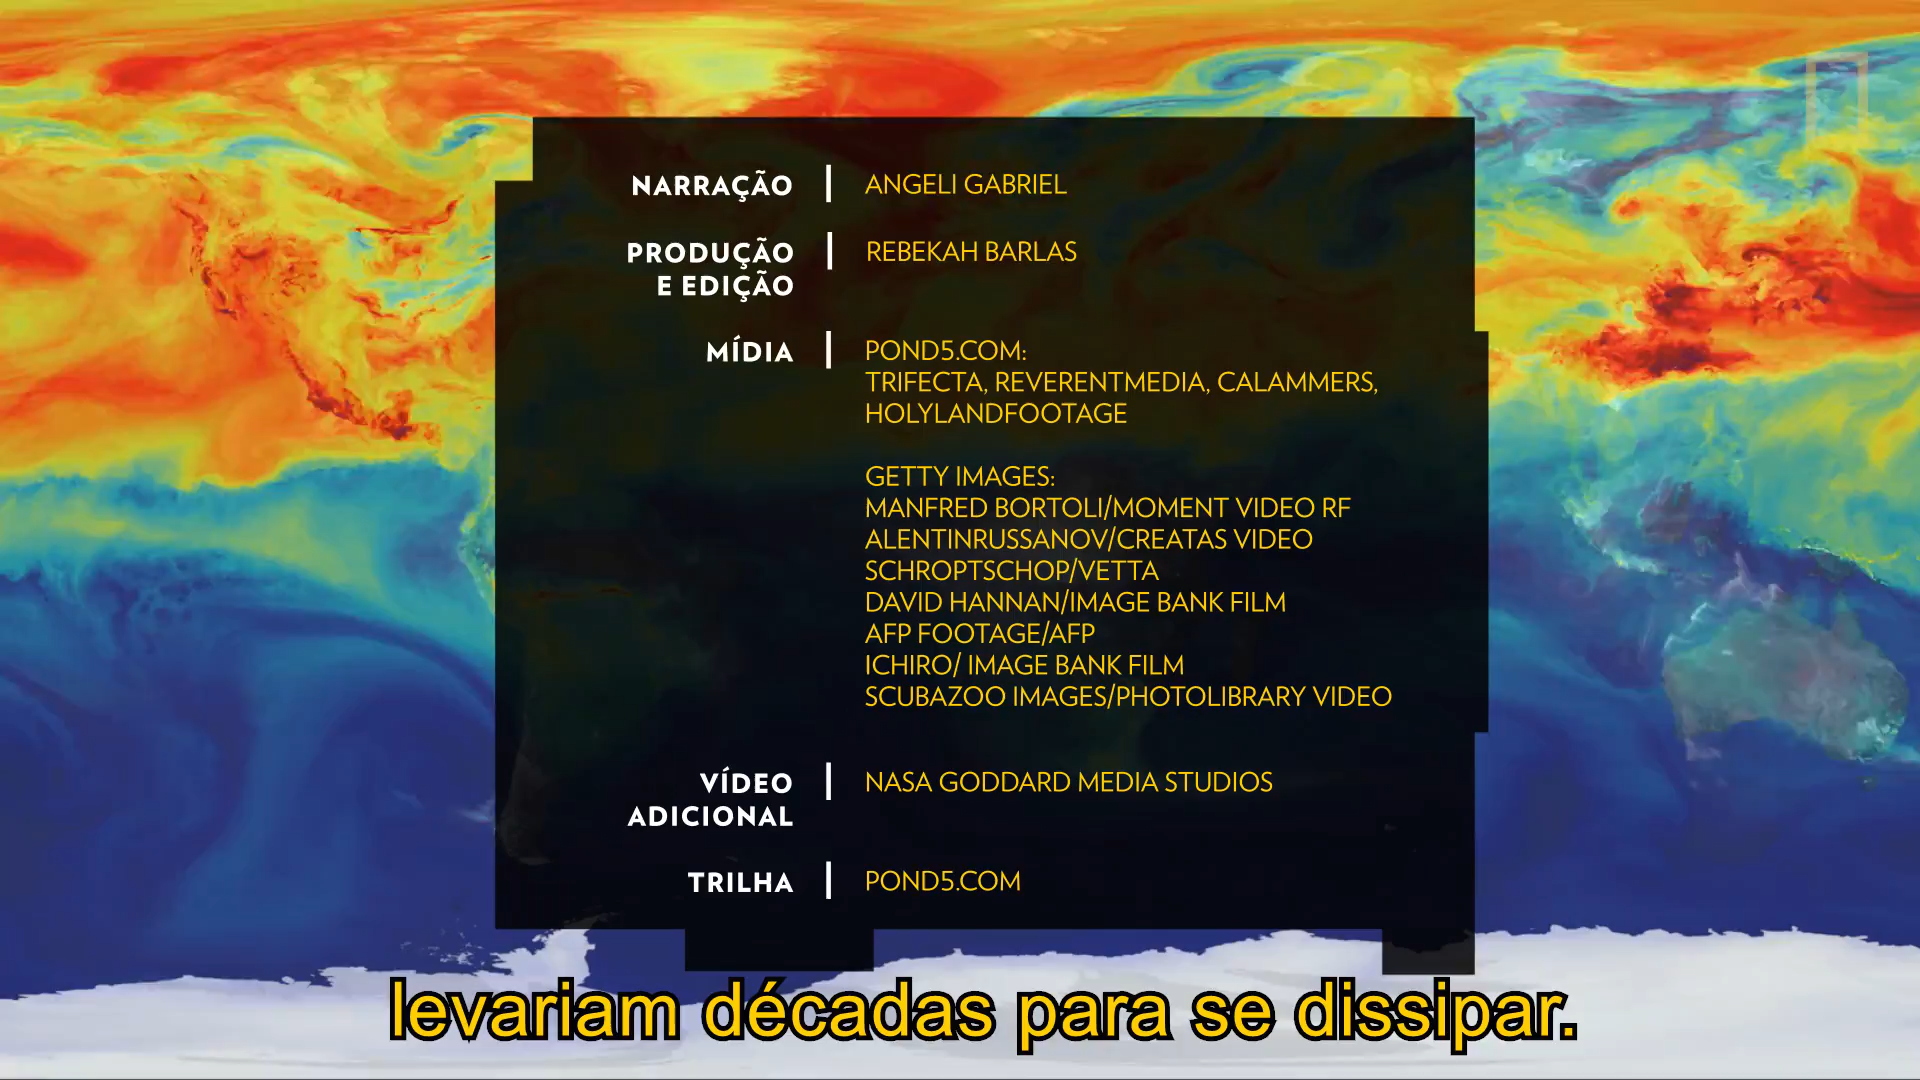 NARRAÇÃO | ANGELI GABRIEL
PRODUÇÃO | REBEKAH BARLAS
E EDIÇÃO
MÍDIA | POND5.COM:
TRIFECTA, REVERENTMEDIA, CALAMMERS,
HOLYLANDFOOTAGE
GETTY IMAGES:
MANFRED BORTOLI/MOMENT VIDEO RF
ALENTINRUSSANOV/CREATAS VIDEO
SCHROPTSCHOP/VETTA
DAVID HANNAN/IMAGE BANK FILM
AFP FOOTAGE/AFP
ICHIRO/ IMAGE BANK FILM
SCUBAZOO IMAGES/PHOTOLIBRARY VIDEO
VÍDEO | NASA GODDARD MEDIA STUDIOS
ADICIONAL
TRILHA | POND5.COM
levariam décadas para se dissipar.